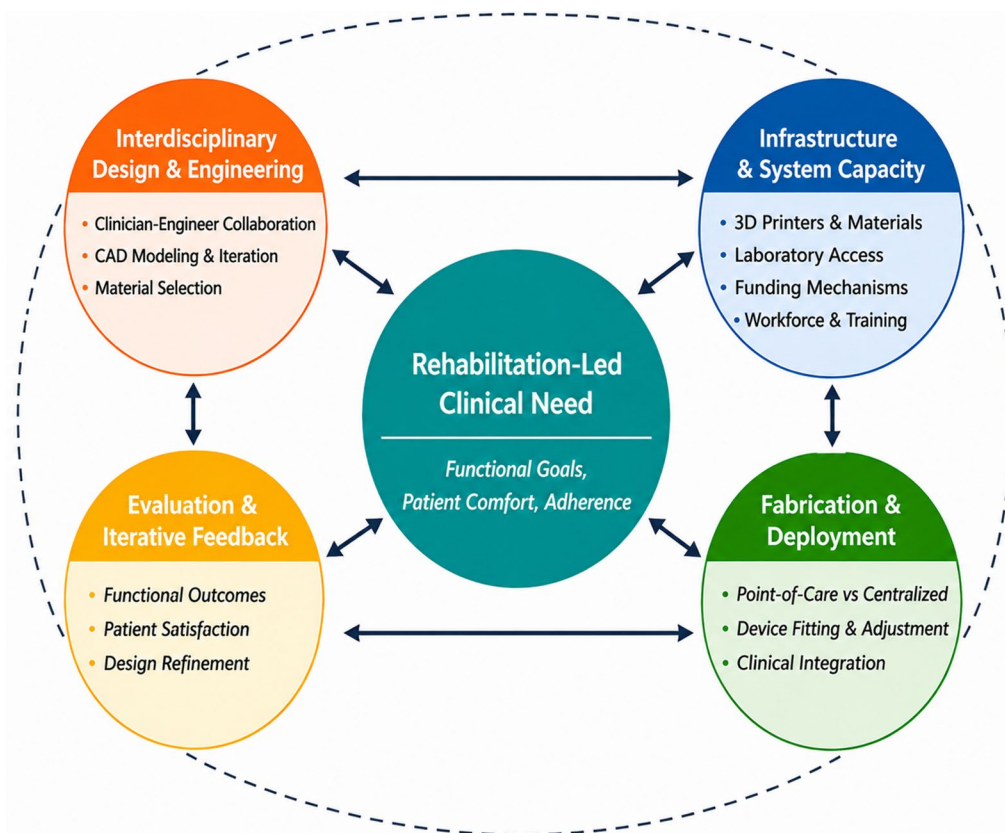 Interdisciplinary
Design & Engineering
• Clinician-Engineer Collaboration
• CAD Modeling & Iteration
• Material Selection
Infrastructure
& System Capacity
• 3D Printers & Materials
• Laboratory Access
• Funding Mechanisms
• Workforce & Training
Rehabilitation-Led
Clinical Need
Functional Goals,
Patient Comfort, Adherence
Evaluation &
Iterative Feedback
• Functional Outcomes
• Patient Satisfaction
• Design Refinement
Fabrication &
Deployment
• Point-of-Care vs Centralized
• Device Fitting & Adjustment
• Clinical Integration